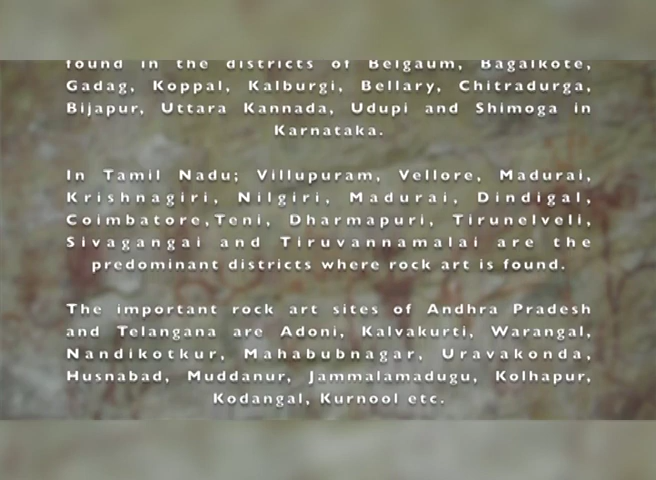 found in the districts of Belgaum, Bagalkote,
Gadag, Koppal, Kalburgi, Bellary, Chitradurga,
Bijapur, Uttara Kannada, Udupi and Shimoga in
Karnataka.
In Tamil Nadu; Villupuram, Vellore, Madurai,
Krishnagiri, Nilgiri, Madurai, Dindigal,
Coimbatore,Teni, Dharmapuri, Tirunelveli,
Sivagangai and Tiruvannamalai are the
predominant districts where rock art is found.
The important rock art sites of Andhra Pradesh
and Telangana are Adoni, Kalvakurti, Warangal,
Nandikotkur, Mahabubnagar, Uravakonda,
Husnabad, Muddanur, Jammalamadugu, Kolhapur,
Kodangal, Kurnool etc.